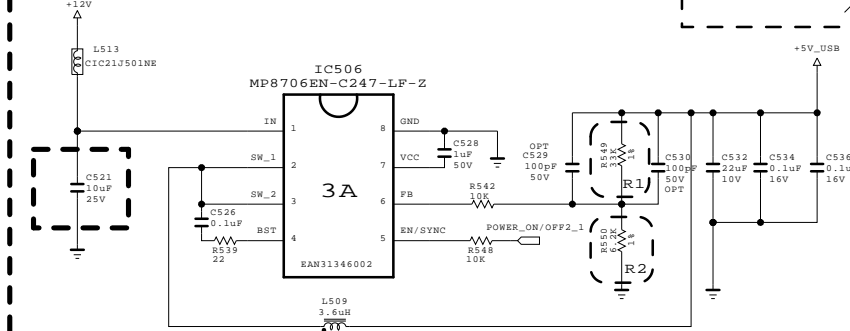 +12V
L513
CIC21J501NE
+5V_USB
IC506
MP8706EN-C247-LF-Z
IN
1
8
GND
C528
1uF
50V
OPT
C529
100pF
50V
R549
33K
1%
R1
C530
100pF
50V
OPT
C532
22uF
10V
C534
0.1uF
16V
C536
0.1u
16V
SW_1
2
7
VCC
C521
10uF
25V
3A
SW_2
3
6
FB
R542
10K
C526
0.1uF
BST
4
5
EN/SYNC
POWER_ON/OFF2_1
R539
22
R548
10K
R550
6.2K
1%
R2
EAN31346002
L509
3.6uH